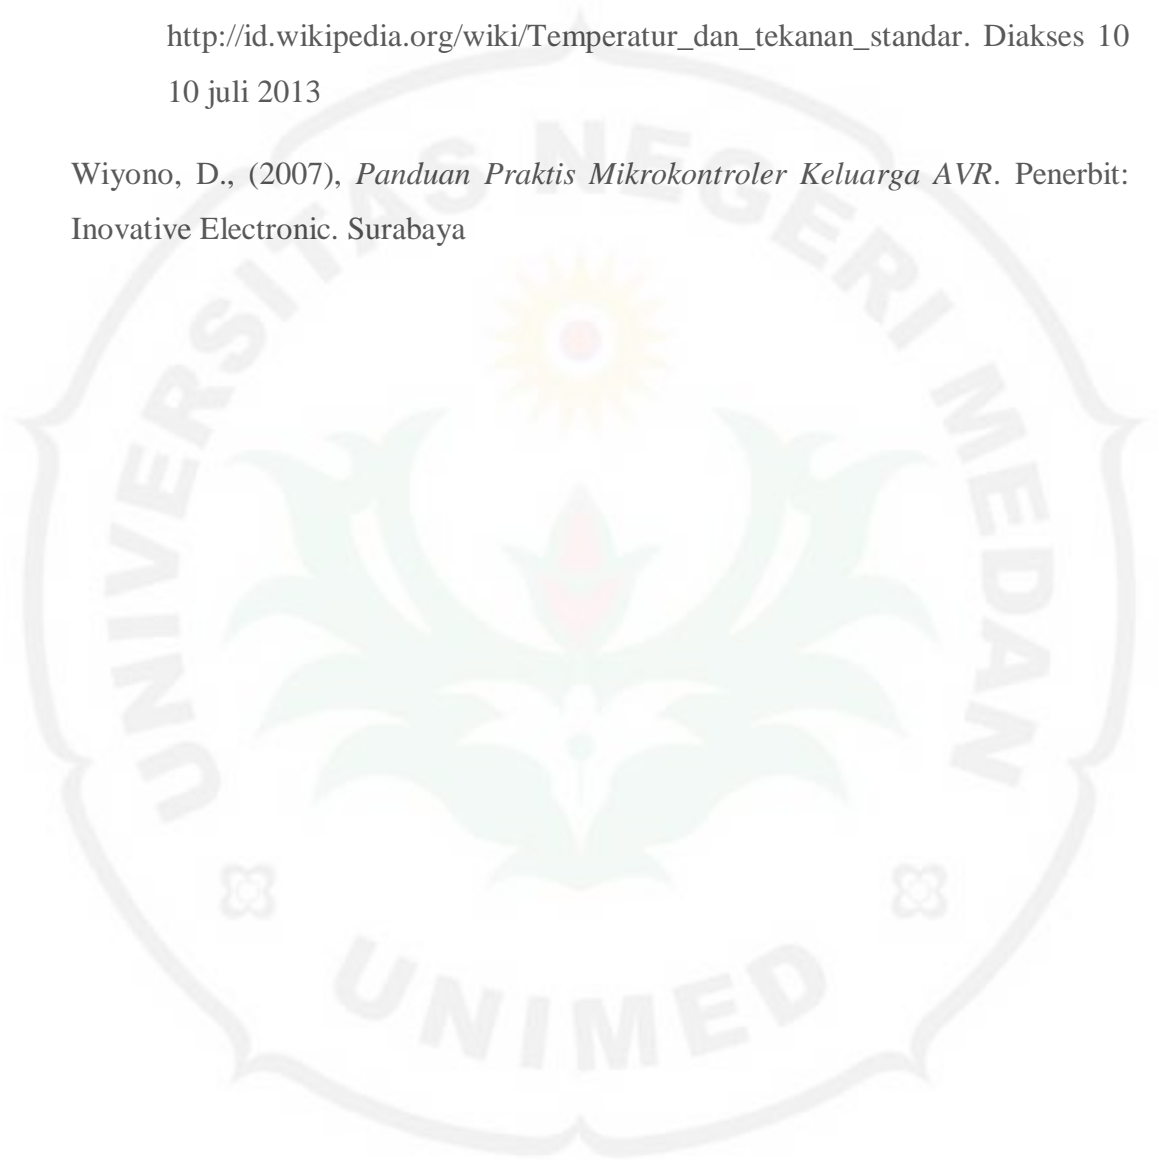 http://id.wikipedia.org/wiki/Temperatur_dan_tekanan_standar. Diakses 10
10 juli 2013
Wiyono, D., (2007), Panduan Praktis Mikrokontroler Keluarga AVR. Penerbit:
Inovative Electronic. Surabaya
UNIVERSITAS NEGERI MEDAN
UNIMED